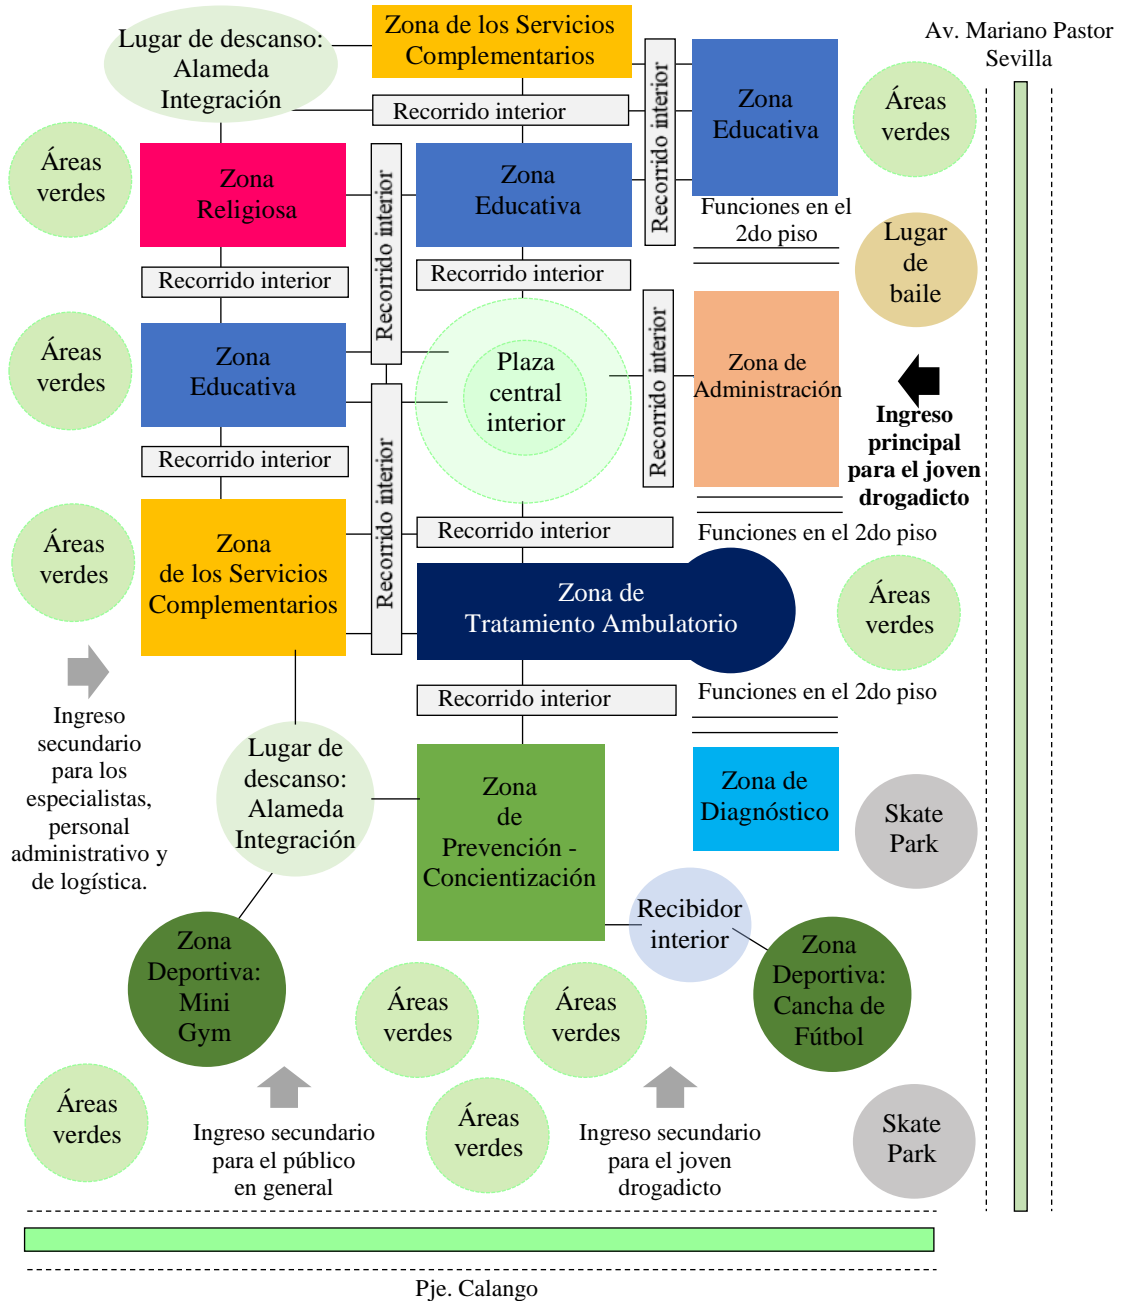 Lugar de descanso:
Alameda
Integración
Zona de los Servicios
Complementarios
Av. Mariano Pastor
Sevilla
Recorrido interior
Recorrido interior
Zona
Educativa
Áreas
verdes
Áreas
verdes
Zona
Religiosa
Recorrido interior
Zona
Educativa
Funciones en el
2do piso
Lugar
de
baile
Recorrido interior
Recorrido interior
Áreas
verdes
Zona
Educativa
Plaza
central
interior
Recorrido interior
Zona de
Administración
Ingreso
principal
para el joven
drogadicto
Recorrido interior
Recorrido interior
Áreas
verdes
Zona
de los Servicios
Complementarios
Recorrido interior
Funciones en el 2do piso
Zona de
Tratamiento Ambulatorio
Áreas
verdes
Recorrido interior
Funciones en el 2do piso
Ingreso
secundario
para los
especialistas,
personal
administrativo y
de logística.
Lugar de
descanso:
Alameda
Integración
Zona
de
Prevención -
Concientización
Zona de
Diagnóstico
Skate
Park
Recibidor
interior
Zona
Deportiva:
Mini
Gym
Zona
Deportiva:
Cancha de
Fútbol
Áreas
verdes
Áreas
verdes
Áreas
verdes
Áreas
verdes
Skate
Park
Ingreso secundario
para el público
en general
Ingreso secundario
para el joven
drogadicto
Pje. Calango